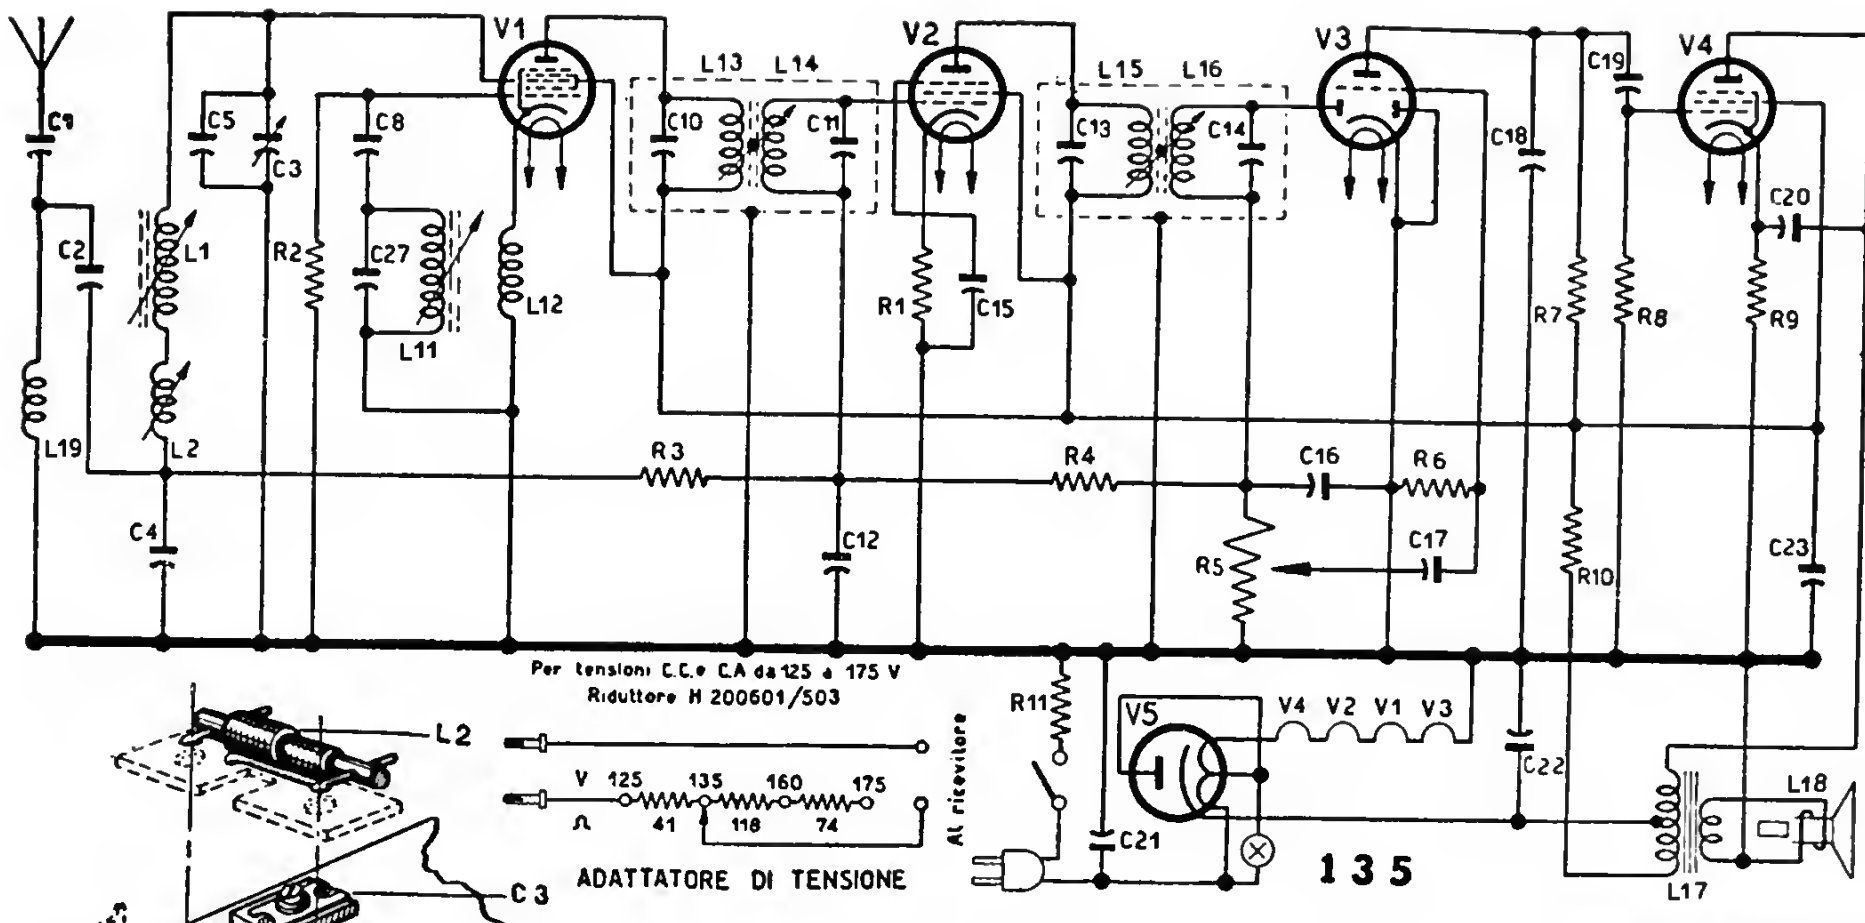 V1
V2
V3
V4
L13
L14
L15
L16
C19
C9
C5
C3
C8
C10
C11
C13
C14
C18
C2
L1
R2
C27
L12
R1
C15
C20
R7
R8
R9
L11
L19
L2
R3
R4
C16
R6
C4
C12
R5
C17
R10
C23
Per tensioni C.C. e C.A da 125 a 175 V
Riduttore H 200601/503
R11
V5
V4
V2
V1
V3
L2
V 125 135 160 175
Ω 41 118 74
Al ricevitore
C22
L18
C21
ADATTATORE DI TENSIONE
135
C3
L17